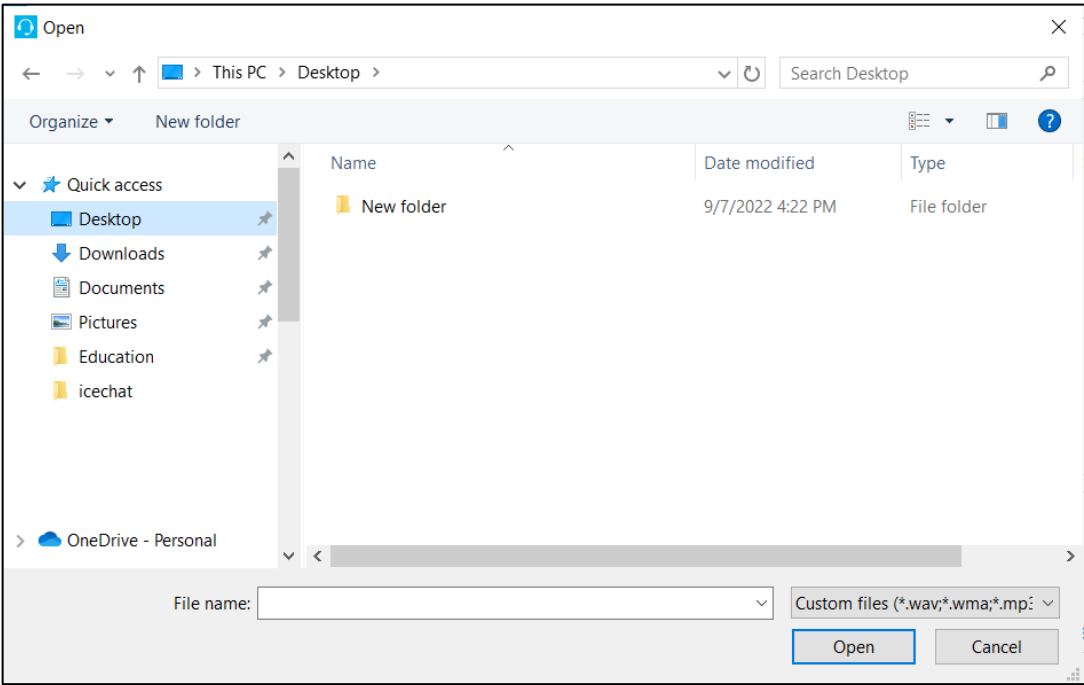 Open
This PC > Desktop >
Search Desktop
Organize
New folder
Name
Date modified
Type
Quick access
New folder
9/7/2022 4:22 PM
File folder
Desktop
Downloads
Documents
Pictures
Education
icechat
OneDrive - Personal
File name:
Custom files (*.wav;*.wma;*.mp3
Open
Cancel